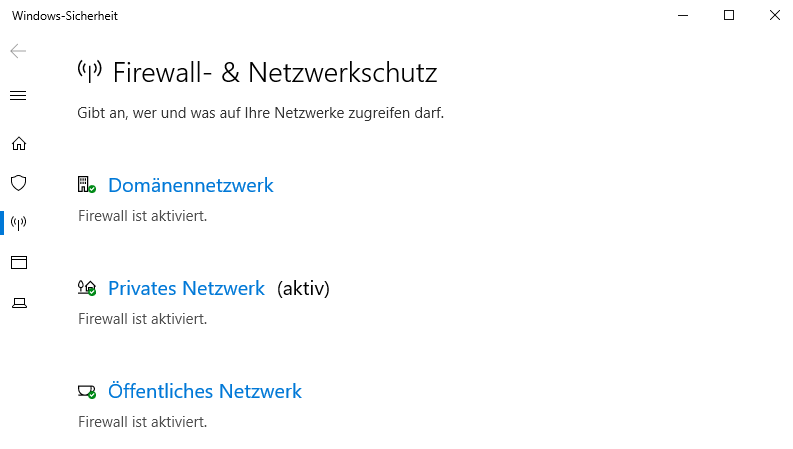 Windows-Sicherheit
Firewall- & Netzwerkschutz
Gibt an, wer und was auf Ihre Netzwerke zugreifen darf.
Domänennetzwerk
Firewall ist aktiviert.
Privates Netzwerk (aktiv)
Firewall ist aktiviert.
Öffentliches Netzwerk
Firewall ist aktiviert.